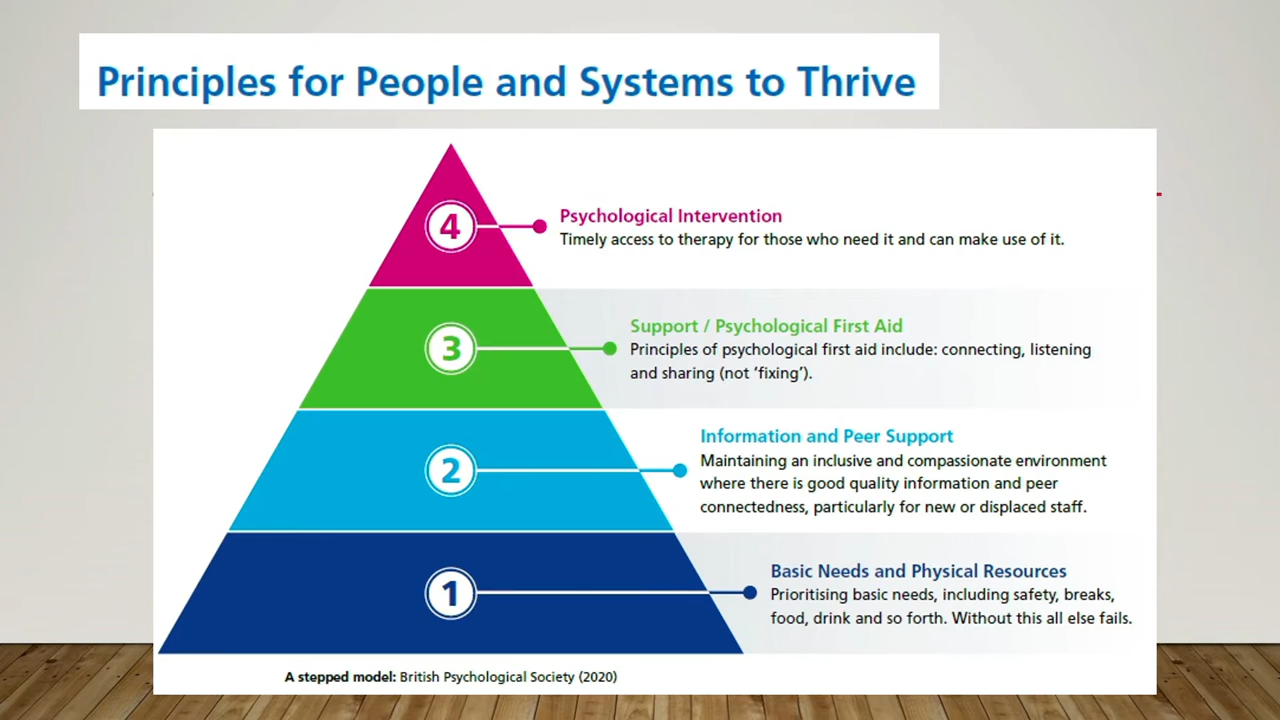 Principles for People and Systems to Thrive
4
Psychological Intervention
Timely access to therapy for those who need it and can make use of it.
3
Support / Psychological First Aid
Principles of psychological first aid include: connecting, listening
and sharing (not ‘fixing’).
2
Information and Peer Support
Maintaining an inclusive and compassionate environment
where there is good quality information and peer
connectedness, particularly for new or displaced staff.
1
Basic Needs and Physical Resources
Prioritising basic needs, including safety, breaks,
food, drink and so forth. Without this all else fails.
A stepped model: British Psychological Society (2020)